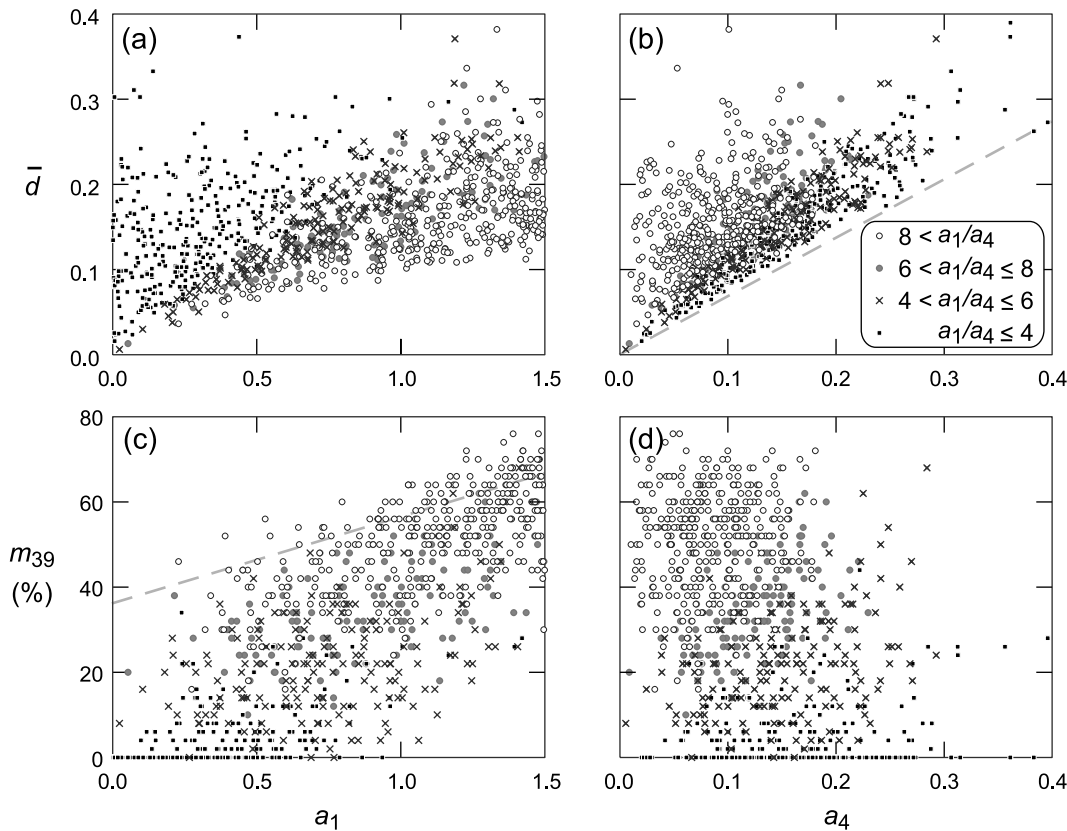 (a)
0.4
0.3
d̄
0.2
0.1
0.0
0.0 0.5 1.0 1.5
(b)
8 < a₁/a₄
6 < a₁/a₄ ≤ 8
4 < a₁/a₄ ≤ 6
a₁/a₄ ≤ 4
0.0 0.1 0.2 0.3 0.4
(c)
80
60
m₃₉
(%)
40
20
0
0.0 0.5 1.0 1.5
a₁
(d)
0.0 0.1 0.2 0.3 0.4
a₄